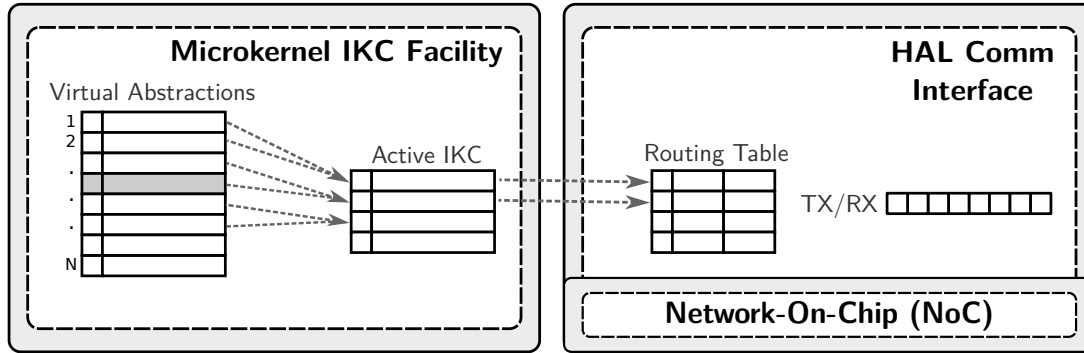 Microkernel IKC Facility
Virtual Abstractions
1
2
.
.
.
N
Active IKC
HAL Comm
Interface
Routing Table
TX/RX
Network-On-Chip (NoC)